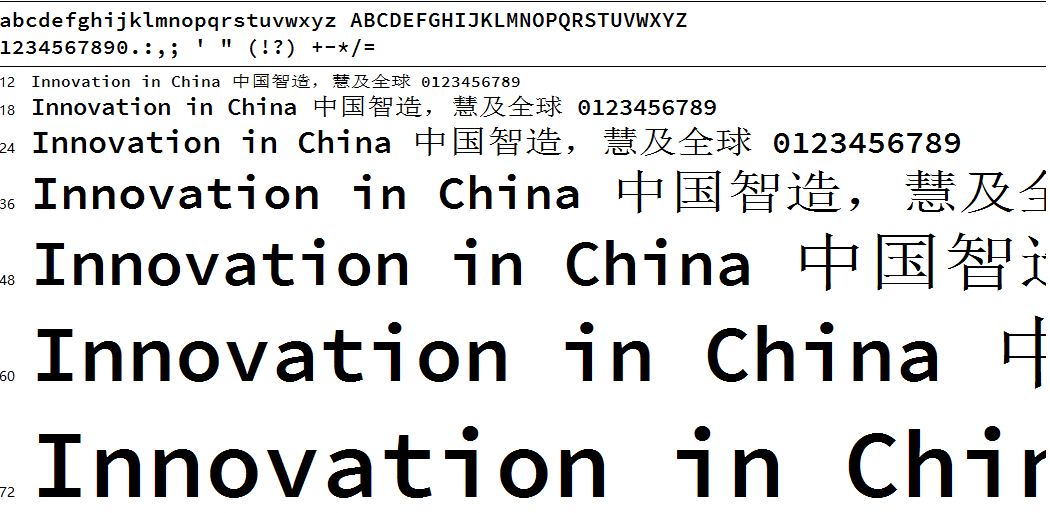 abcdefghijklmnopqrstuvwxyz ABCDEFGHIJKLMNOPQRSTUVWXYZ
1234567890.:,; ' " (!?) +-*/=
12 Innovation in China 中国智造，慧及全球 0123456789
18 Innovation in China 中国智造，慧及全球 0123456789
24 Innovation in China 中国智造，慧及全球 0123456789
36 Innovation in China 中国智造，慧及全
48 Innovation in China 中国智造
60 Innovation in China 中
72 Innovation in Chin